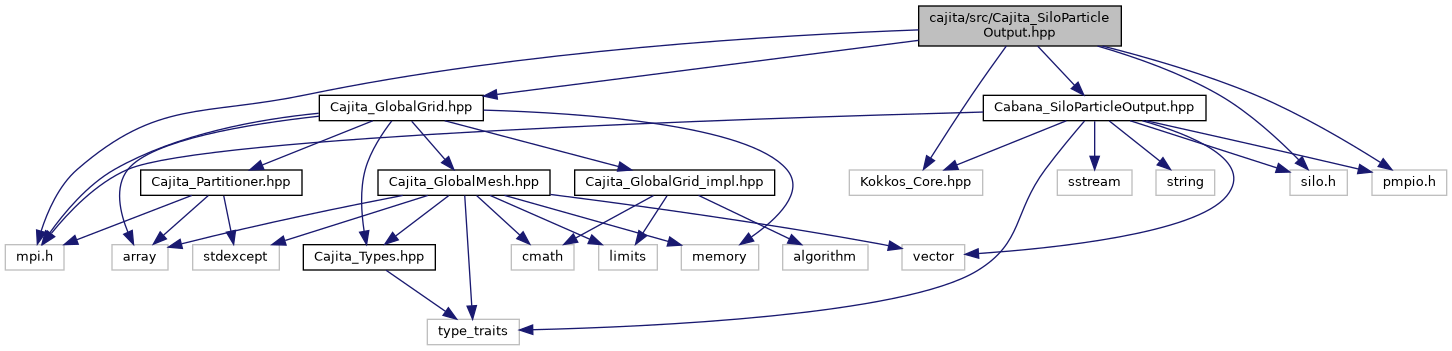 cajita/src/Cajita_SiloParticle
Output.hpp
Cajita_GlobalGrid.hpp
Cabana_SiloParticleOutput.hpp
Cajita_Partitioner.hpp
Cajita_GlobalMesh.hpp
Cajita_GlobalGrid_impl.hpp
Kokkos_Core.hpp
sstream
string
silo.h
pmpio.h
mpi.h
array
stdexcept
Cajita_Types.hpp
cmath
limits
memory
algorithm
vector
type_traits